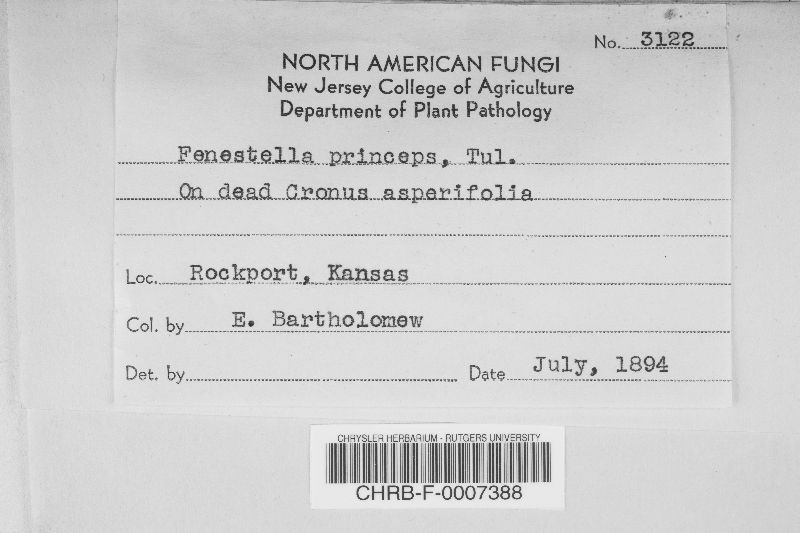 No. 3122
NORTH AMERICAN FUNGI
New Jersey College of Agriculture
Department of Plant Pathology
Fenestella princeps, Tul.
On dead Cronus asperifolia
Loc. Rockport, Kansas
Col. by E. Bartholomew
Det. by
Date July, 1894
CHRYSLER HERBARIUM - RUTGERS UNIVERSITY
CHRB-F-0007388